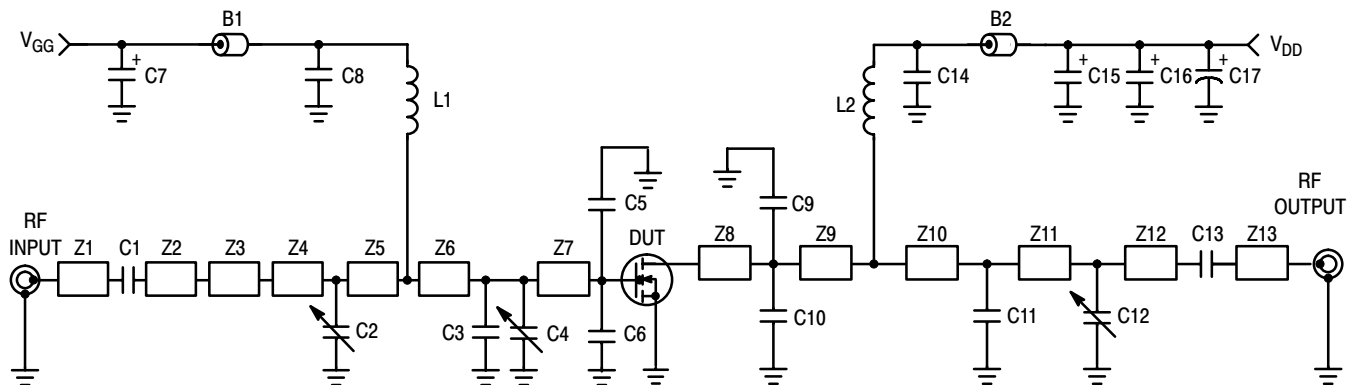 B1
B2
VGG
+
C7
C8
L1
L2
C14
+
C15
+
C16
+
C17
VDD
C5
C9
RF
INPUT
Z1
C1
Z2
Z3
Z4
Z5
Z6
Z7
DUT
Z8
Z9
Z10
Z11
Z12
C13
Z13
RF
OUTPUT
C2
C3
C4
C6
C10
C11
C12